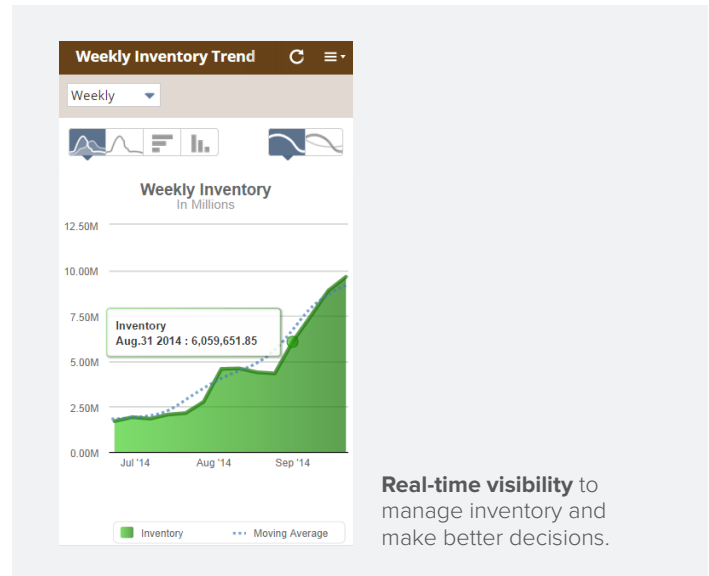 Weekly Inventory Trend
Weekly
Weekly Inventory
In Millions
12.50M
10.00M
7.50M
Inventory
Aug.31 2014 : 6,059,651.85
5.00M
2.50M
0.00M
Jul '14 Aug '14 Sep '14
Inventory Moving Average
Real-time visibility to
manage inventory and
make better decisions.